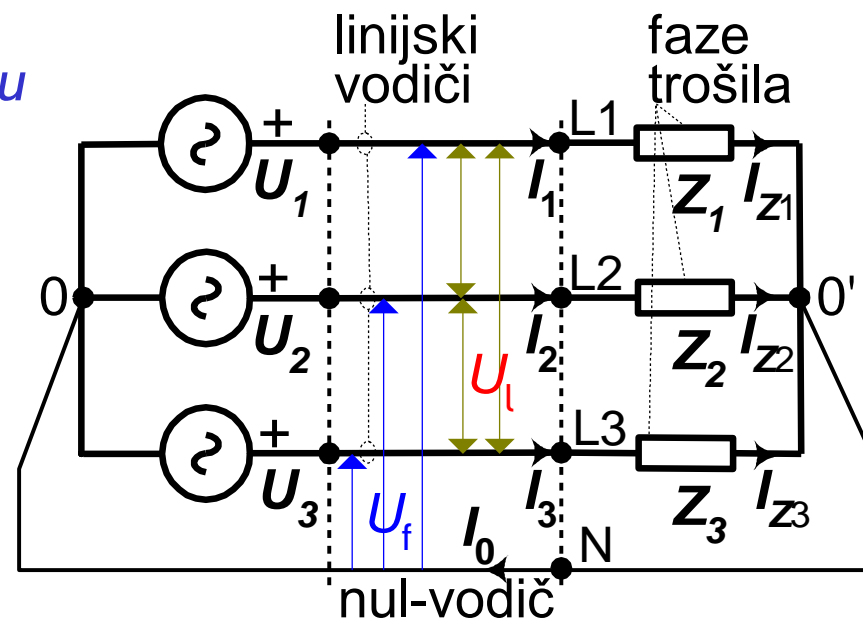 u
linijski
vodiči
faze
trošila
+
U1
I1
L1
Z1
IZ1
0
+
U2
I2
L2
Z2
IZ2
0'
Ul
+
U3
I3
L3
Z3
IZ3
Uf
I0
N
nul-vodič